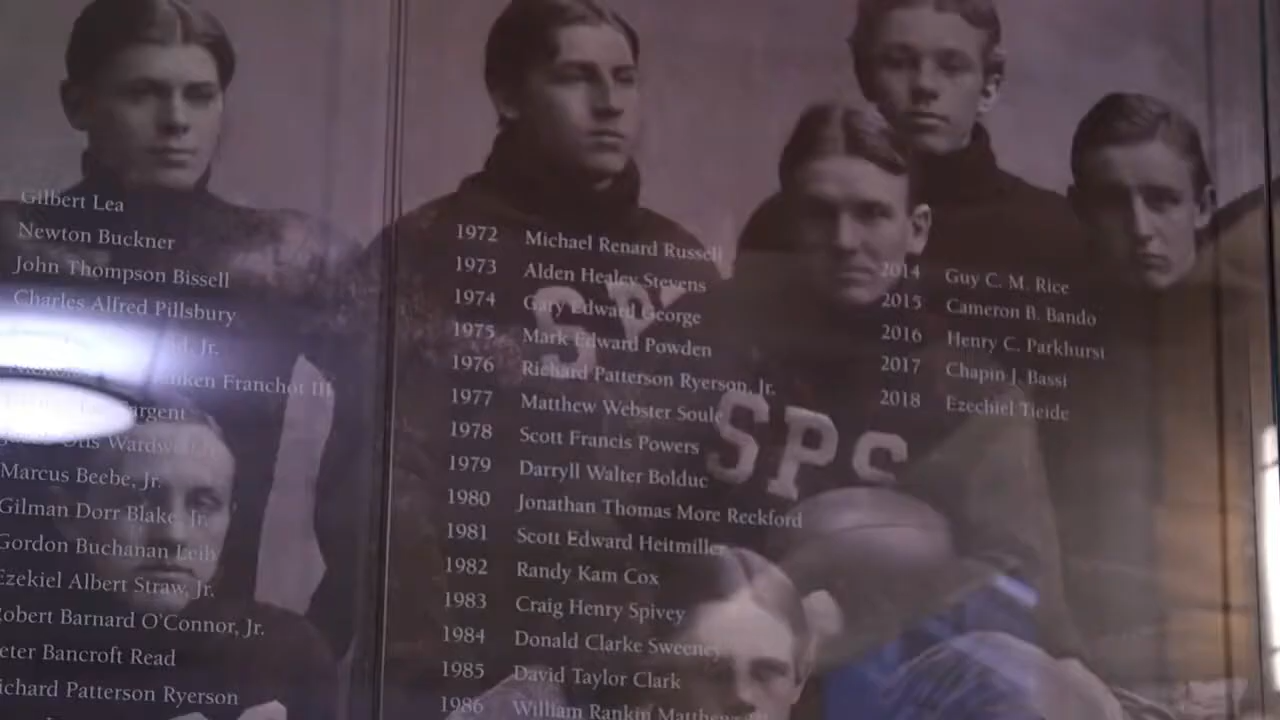 Gilbert Lea
Newton Buckner
John Thompson Bissell
Charles Alfred Pillsbury
Jr.
Franchot III
Marcus Beebe, Jr.
Gilman Dorr Blake, Jr.
Gordon Buchanan Leib
Ezekiel Albert Straw, Jr.
Robert Barnard O'Connor, Jr.
Bancroft Read
Richard Patterson Ryerson
1972 Michael Renard Russell
1973 Alden Healey Stevens
1974 Gary Edward George
1975 Mark Edward Powden
1976 Richard Patterson Ryerson, Jr.
1977 Matthew Webster Soule
1978 Scott Francis Powers
1979 Darryll Walter Bolduc
1980 Jonathan Thomas More Reckford
1981 Scott Edward Heitmiller
1982 Randy Kam Cox
1983 Craig Henry Spivey
1984 Donald Clarke Sweeney
1985 David Taylor Clark
1986 William Rankin
2014 Guy C. M. Rice
2015 Cameron B. Bando
2016 Henry C. Parkhurst
2017 Chapin J. Bassi
2018 Ezechiel Tieide
SP
SPS